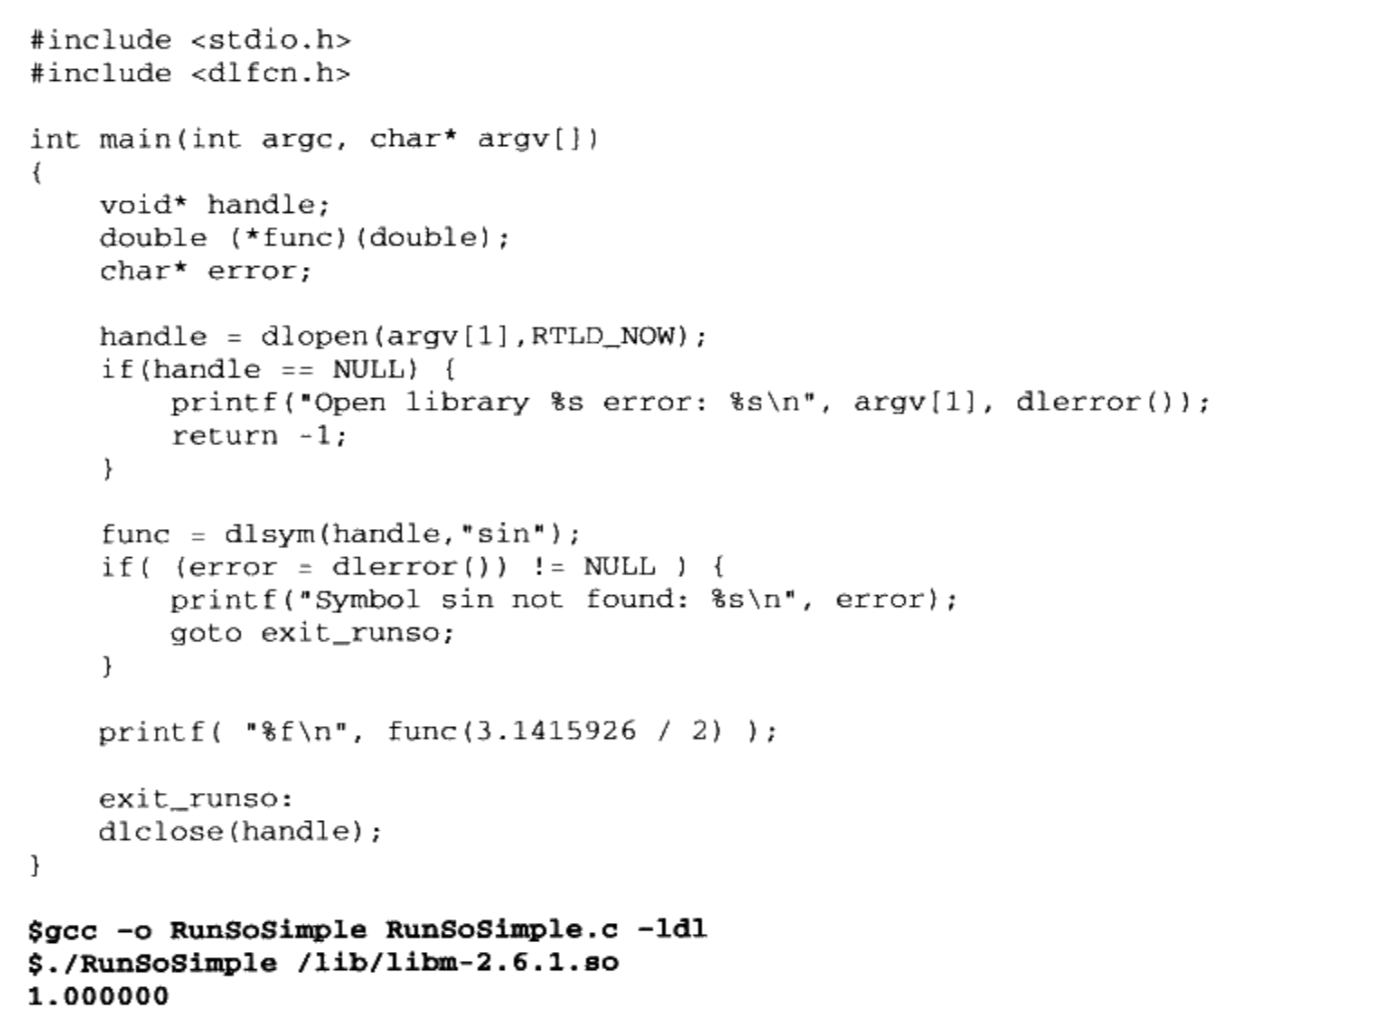 #include <stdio.h>
#include <dlfcn.h>

int main(int argc, char* argv[])
{
    void* handle;
    double (*func)(double);
    char* error;

    handle = dlopen(argv[1],RTLD_NOW);
    if(handle == NULL) {
        printf("Open library %s error: %s\n", argv[1], dlerror());
        return -1;
    }

    func = dlsym(handle,"sin");
    if( (error = dlerror()) != NULL ) {
        printf("Symbol sin not found: %s\n", error);
        goto exit_runso;
    }

    printf( "%f\n", func(3.1415926 / 2) );

    exit_runso:
    dlclose(handle);
}

$gcc -o RunSoSimple RunSoSimple.c -ldl
$./RunSoSimple /lib/libm-2.6.1.so
1.000000